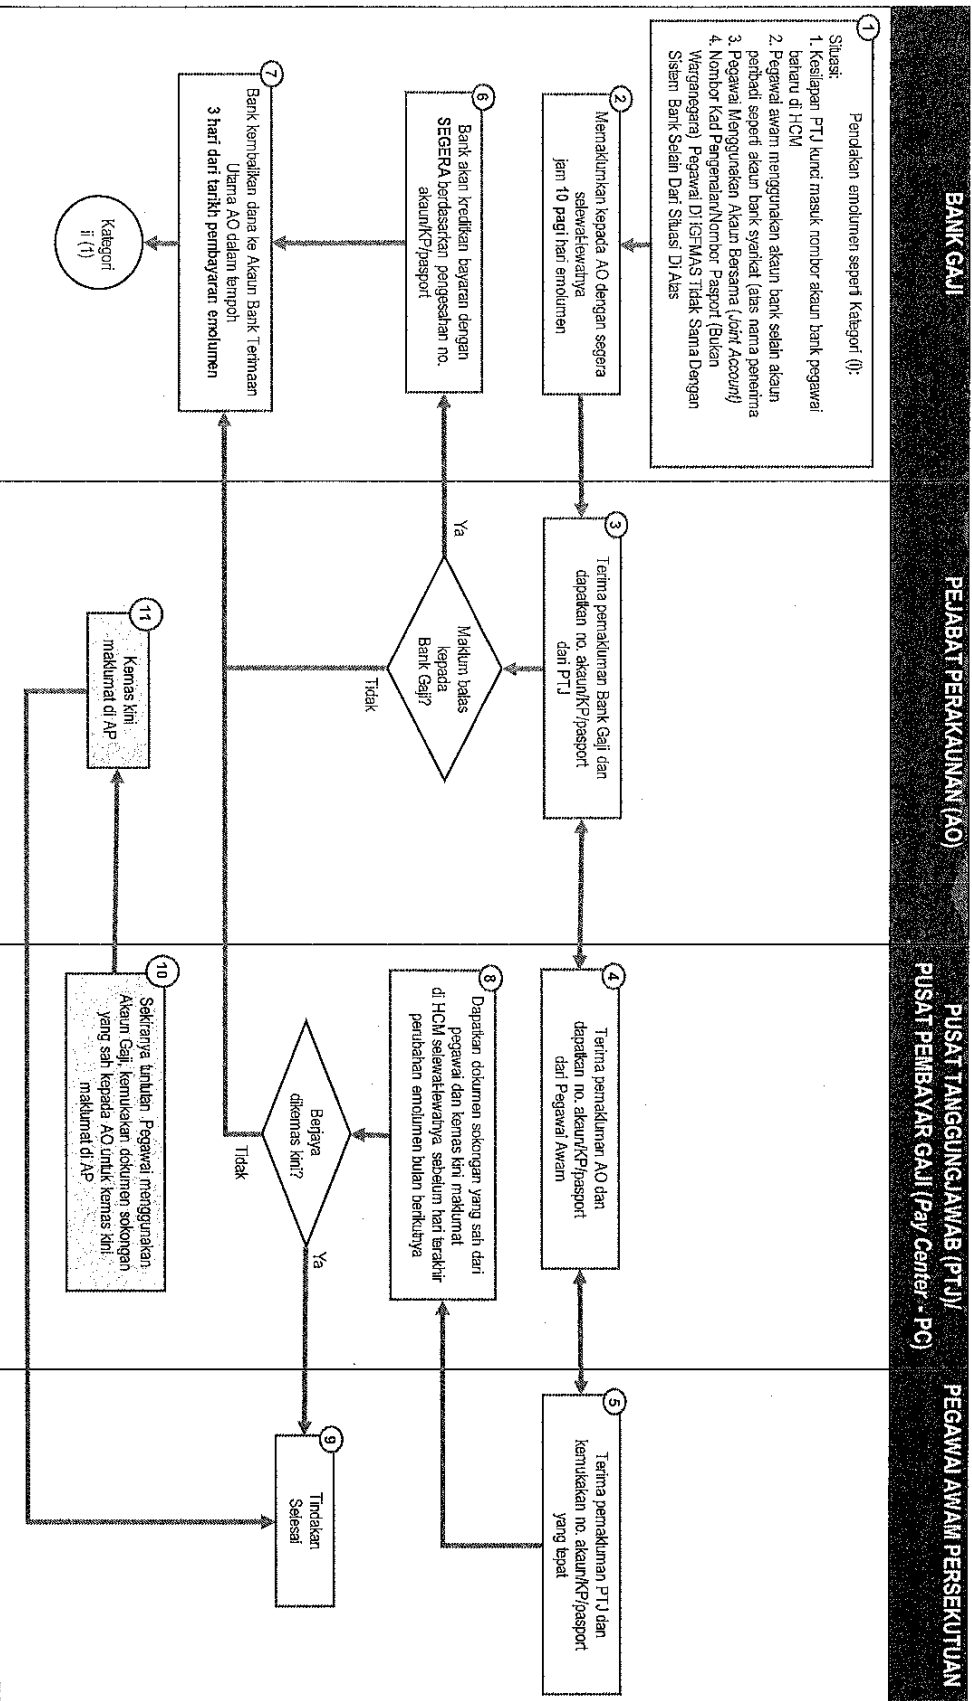 BANK GAJI
PEJABAT PERAKAUNAN (AO)
PUSAT TANGGUNGJAWAB (PTJ)/
PUSAT PEMBAYAR GAJI (Pay Center - PC)
PEGAWAI AWAM PERSEKUTUAN
1
Penolakan emolumen seperti Kategori (i):
Situasi:
1. Kesilapan PTJ kunci masuk nombor akaun bank pegawai
baharu di HCM
2. Pegawai awam menggunakan akaun bank selain akaun
peribadi seperti akaun bank syarikat (atas nama penerima
3. Pegawai Menggunakan Akaun Bersama (Joint Account)
4. Nombor Kad Pengenalan/Nombor Pasport (Bukan
Warganegara) Pegawai Di iGFMAS Tidak Sama Dengan
Sistem Bank Selain Dari Situasi Di Atas
2
Memaklumkan kepada AO dengan segera
selewat-lewatnya
jam 10 pagi hari emolumen
3
Terima pemakluman Bank Gaji dan
dapatkan no. akaun/KP/pasport
dari PTJ
4
Terima pemakluman AO dan
dapatkan no. akaun/KP/pasport
dari Pegawai Awam
5
Terima pemakluman PTJ dan
kemukakan no. akaun/KP/pasport
yang tepat
6
Bank akan kreditkan bayaran dengan
SEGERA berdasarkan pengesahan no.
akaun/KP/pasport
Ya
Maklum balas
kepada
Bank Gaji?
Tidak
8
Dapatkan dokumen sokongan yang sah dari
pegawai dan kemas kini maklumat
di HCM selewat-lewatnya sebelum hari terakhir
perubahan emolumen bulan berikutnya
7
Bank kembalikan dana ke Akaun Bank Terimaan
Utama AO dalam tempoh
3 hari dari tarikh pembayaran emolumen
Berjaya
dikemas kini?
Ya
Tidak
9
Tindakan
Selesai
Kategori
ii (1)
11
Kemas kini
maklumat di AP
10
Sekiranya tuntutan Pegawai menggunakan
Akaun Gaji, kemukakan dokumen sokongan
yang sah kepada AO untuk kemas kini
maklumat di AP